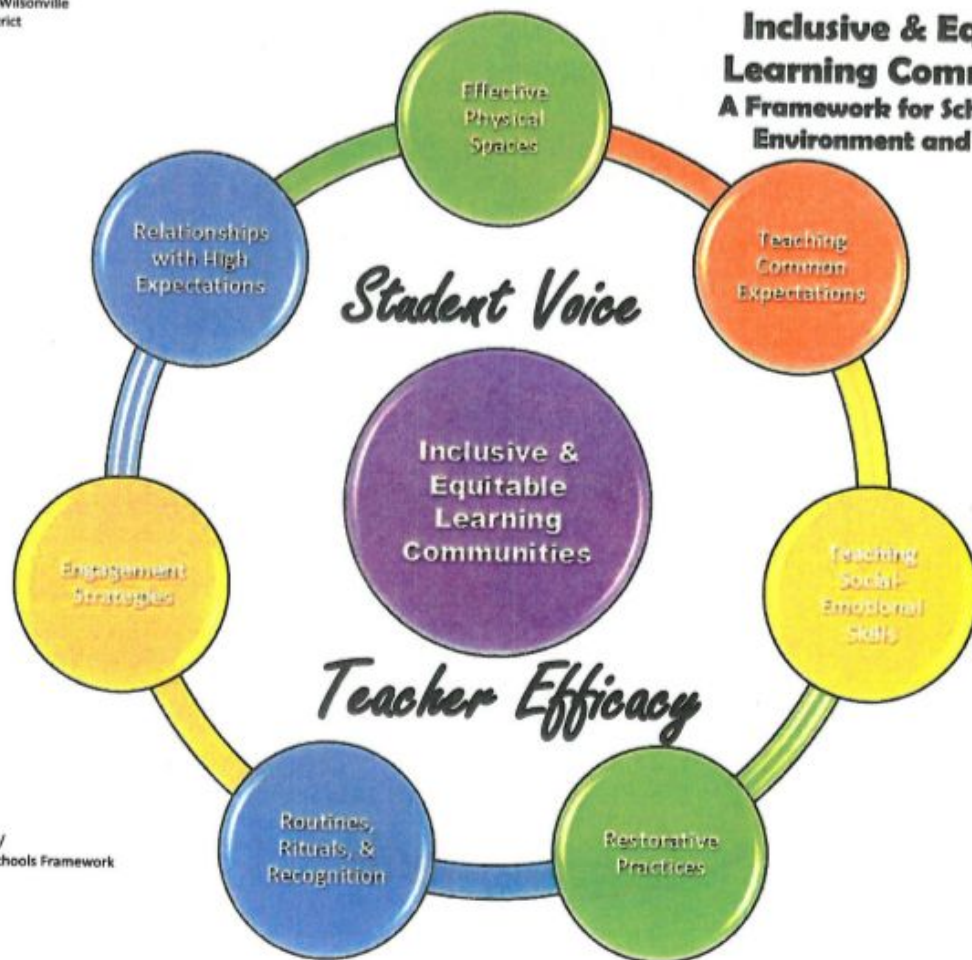 Wilsonville
rict
Inclusive & Eq
Learning Comm
A Framework for Sch
Environment and
Effective
Physical
Spaces
Teaching
Common
Expectations
Relationships
with High
Expectations
Student Voice
Inclusive &
Equitable
Learning
Communities
Engagement
Strategies
Teaching
Social-
Emotional
Skills
Teacher Efficacy
Routines,
Rituals, &
Recognition
Restorative
Practices
chools Framework